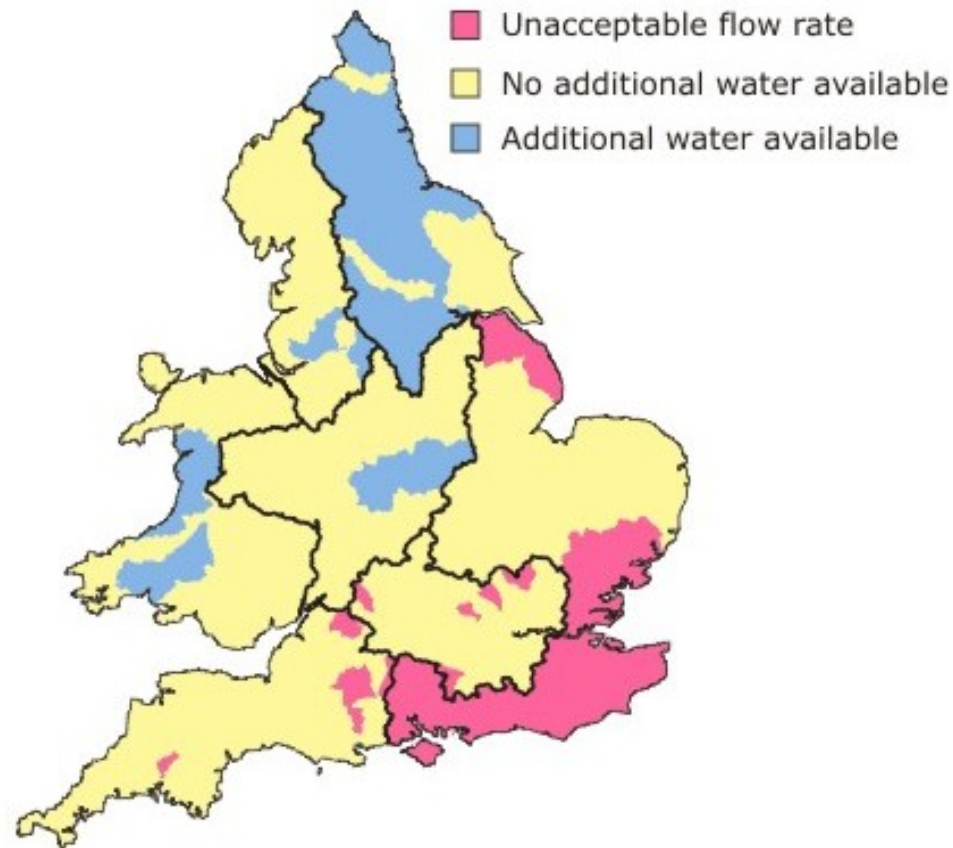 Unacceptable flow rate
No additional water available
Additional water available